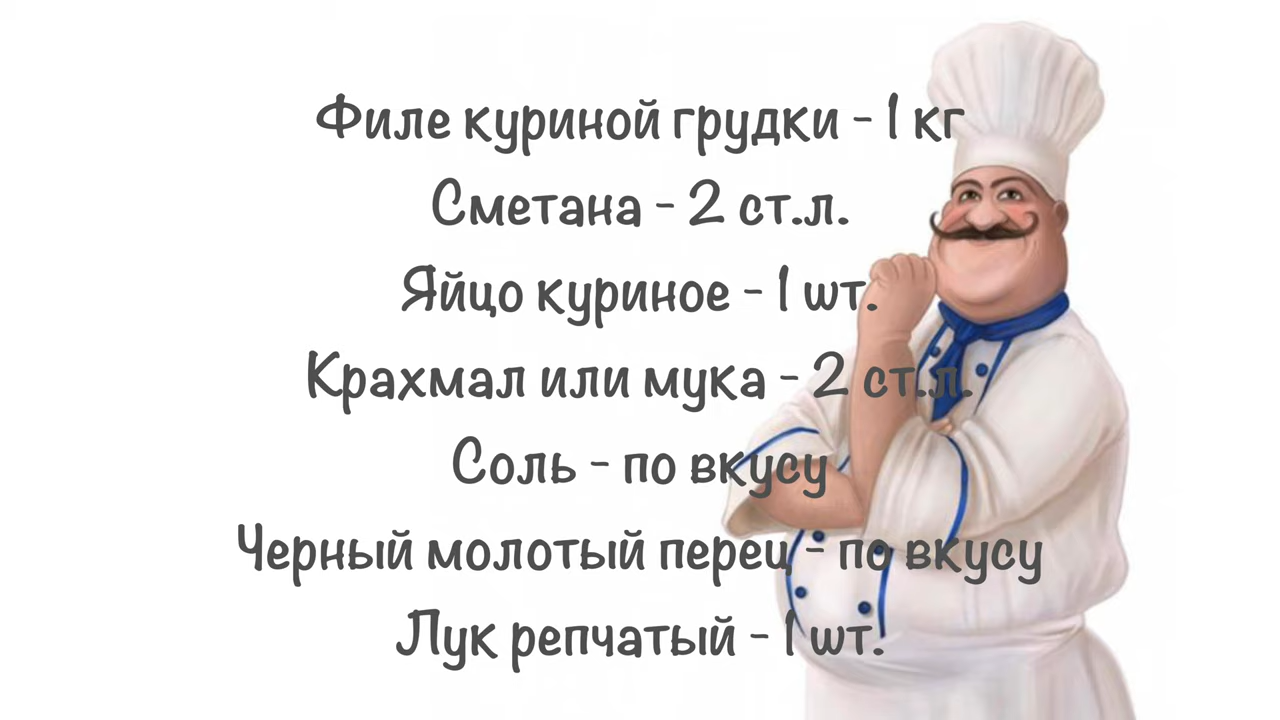 Филе куриной грудки - 1 кг
Сметана - 2 ст.л.
Яйцо куриное - 1 шт.
Крахмал или мука - 2 ст.л.
Соль - по вкусу
Черный молотый перец - по вкусу
Лук репчатый - 1 шт.